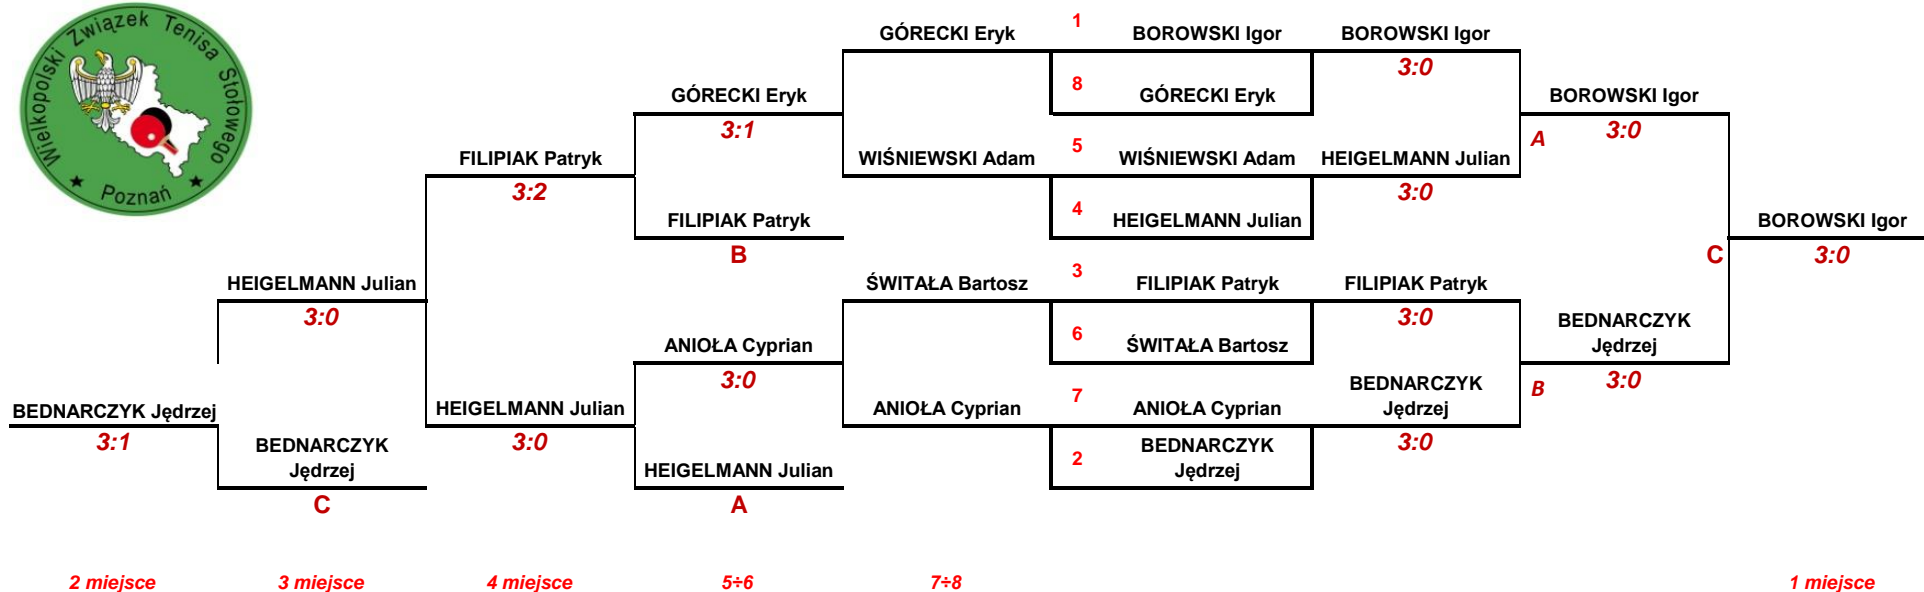 Wielkopolski Związek Tenisa Stołowego
Poznań
GÓRECKI Eryk
1
BOROWSKI Igor
BOROWSKI Igor
3:0
8
GÓRECKI Eryk
GÓRECKI Eryk
3:1
BOROWSKI Igor
3:0
A
FILIPIAK Patryk
3:2
WIŚNIEWSKI Adam
5
WIŚNIEWSKI Adam
HEIGELMANN Julian
3:0
4
HEIGELMANN Julian
FILIPIAK Patryk
B
BOROWSKI Igor
3:0
C
HEIGELMANN Julian
3:0
ŚWITAŁA Bartosz
3
FILIPIAK Patryk
FILIPIAK Patryk
3:0
6
ŚWITAŁA Bartosz
ANIOŁA Cyprian
3:0
BEDNARCZYK
Jędrzej
3:0
B
BEDNARCZYK Jędrzej
3:1
HEIGELMANN Julian
3:0
ANIOŁA Cyprian
7
ANIOŁA Cyprian
BEDNARCZYK
Jędrzej
3:0
2
BEDNARCZYK
Jędrzej
BEDNARCZYK
Jędrzej
C
HEIGELMANN Julian
A
2 miejsce
3 miejsce
4 miejsce
5÷6
7÷8
1 miejsce